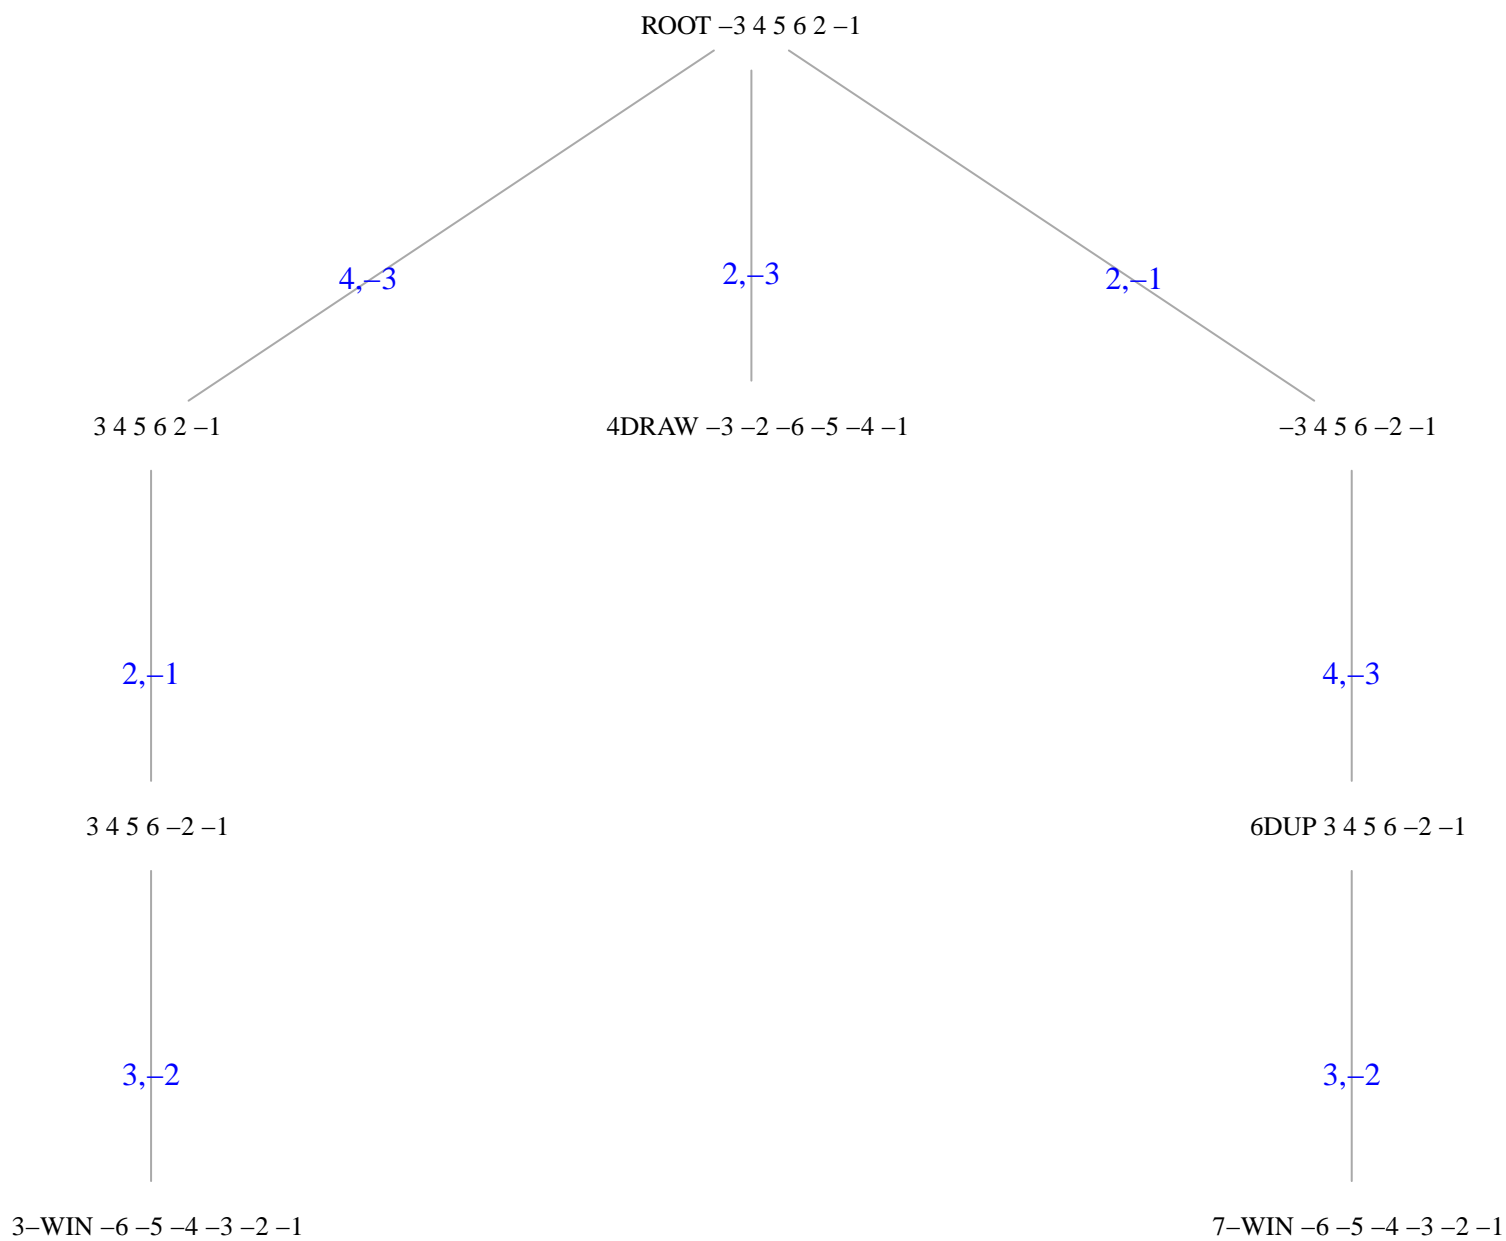 ROOT –3 4 5 6 2 –1
4,–3
2,–3
2,–1
3 4 5 6 2 –1
4DRAW –3 –2 –6 –5 –4 –1
–3 4 5 6 –2 –1
2,–1
4,–3
3 4 5 6 –2 –1
6DUP 3 4 5 6 –2 –1
3,–2
3,–2
3–WIN –6 –5 –4 –3 –2 –1
7–WIN –6 –5 –4 –3 –2 –1